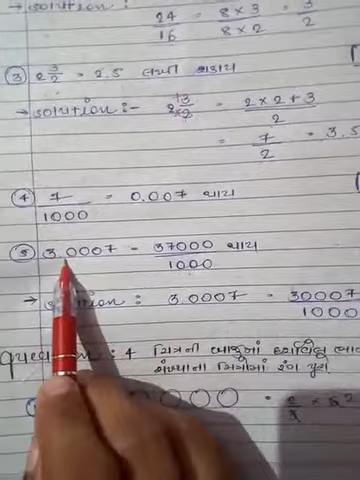 → solution :
24/16 = 8 × 3/8 × 2 = 3/2
③ 2 3/2 = 2.5 લખી શકાય
→ solution :- 2 3/2 = 2 × 2 + 3/2
= 7/2 = 3.5
④ 7/1000 = 0.007 થાય
⑤ 3.0007 = 37000/1000 થાય
→ solution : 3.0007 = 30007/1000
: 4 ચિત્રની બાજુમાં
સંખ્યાના ચિત્રમાં રંગ પૂરો